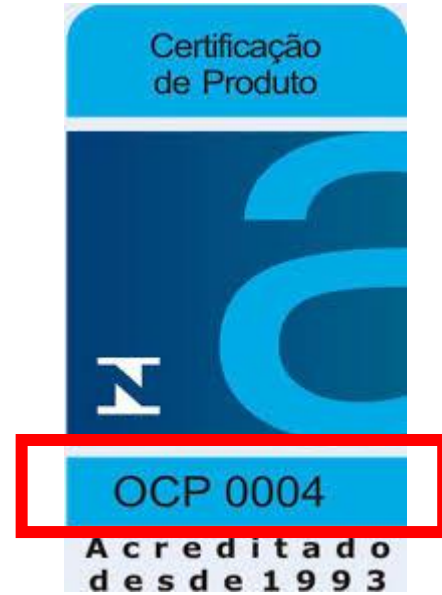 Certificação
de Produto
OCP 0004
Acreditado
desde 1993